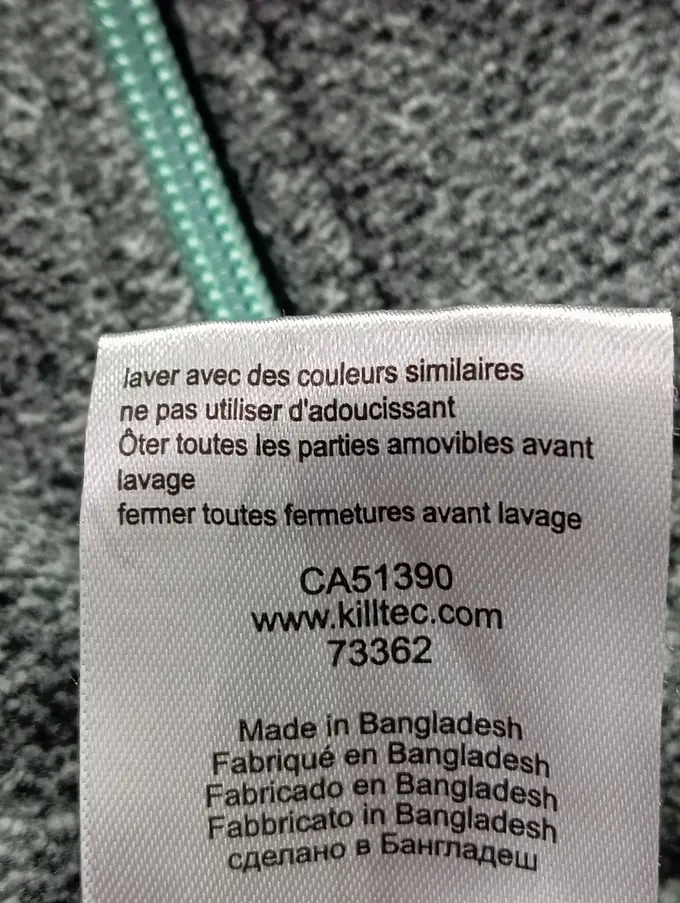 laver avec des couleurs similaires
ne pas utiliser d'adoucissant
Ôter toutes les parties amovibles avant
lavage
fermer toutes fermetures avant lavage
CA51390
www.killtec.com
73362
Made in Bangladesh
Fabriqué en Bangladesh
Fabricado en Bangladesh
Fabbricato in Bangladesh
сделано в Бангладеш